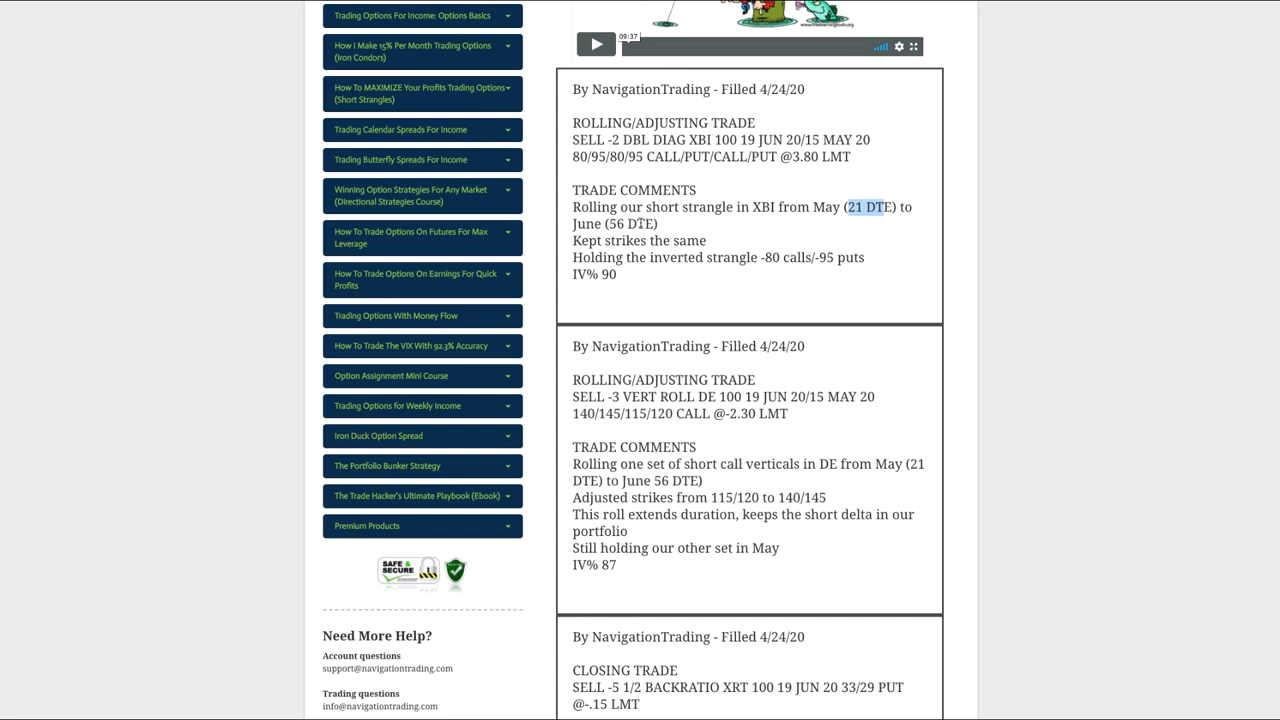 Trading Options For Income: Options Basics
How I Make 15% Per Month Trading Options
(Iron Condors)
How To MAXIMIZE Your Profits Trading Options
(Short Strangles)
Trading Calendar Spreads For Income
Trading Butterfly Spreads For Income
Winning Option Strategies For Any Market
(Directional Strategies Course)
How To Trade Options On Futures For Max
Leverage
How To Trade Options On Earnings For Quick
Profits
Trading Options With Money Flow
How To Trade The VIX With 92.3% Accuracy
Option Assignment Mini Course
Trading Options for Weekly Income
Iron Duck Option Spread
The Portfolio Bunker Strategy
The Trade Hacker's Ultimate Playbook (Ebook)
Premium Products
SAFE &
SECURE
Need More Help?
Account questions
support@navigationtrading.com
Trading questions
info@navigationtrading.com
09:37
By NavigationTrading - Filled 4/24/20
ROLLING/ADJUSTING TRADE
SELL -2 DBL DIAG XBI 100 19 JUN 20/15 MAY 20
80/95/80/95 CALL/PUT/CALL/PUT @3.80 LMT
TRADE COMMENTS
Rolling our short strangle in XBI from May (21 DTE) to
June (56 DTE)
Kept strikes the same
Holding the inverted strangle -80 calls/-95 puts
IV% 90
By NavigationTrading - Filled 4/24/20
ROLLING/ADJUSTING TRADE
SELL -3 VERT ROLL DE 100 19 JUN 20/15 MAY 20
140/145/115/120 CALL @-2.30 LMT
TRADE COMMENTS
Rolling one set of short call verticals in DE from May (21
DTE) to June 56 DTE)
Adjusted strikes from 115/120 to 140/145
This roll extends duration, keeps the short delta in our
portfolio
Still holding our other set in May
IV% 87
By NavigationTrading - Filled 4/24/20
CLOSING TRADE
SELL -5 1/2 BACKRATIO XRT 100 19 JUN 20 33/29 PUT
@-.15 LMT